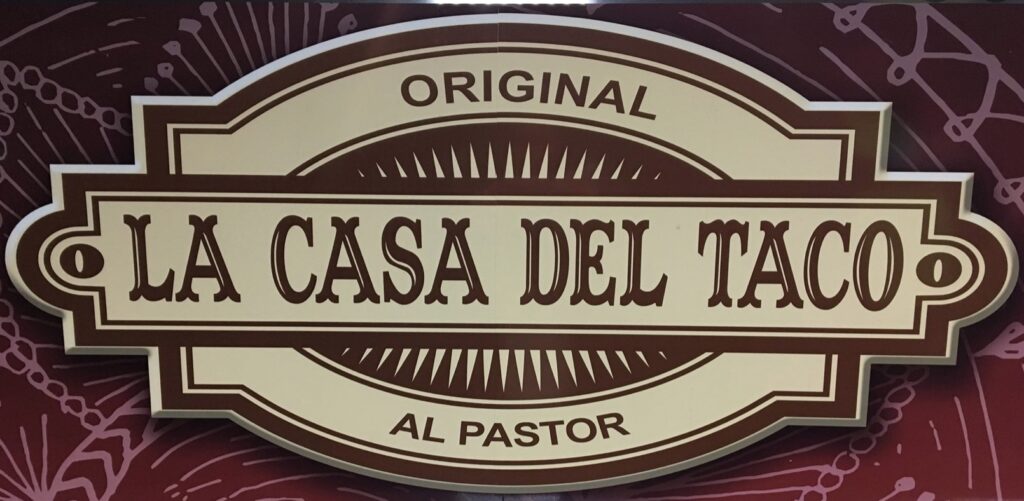 ORIGINAL
LA CASA DEL TACO
AL PASTOR